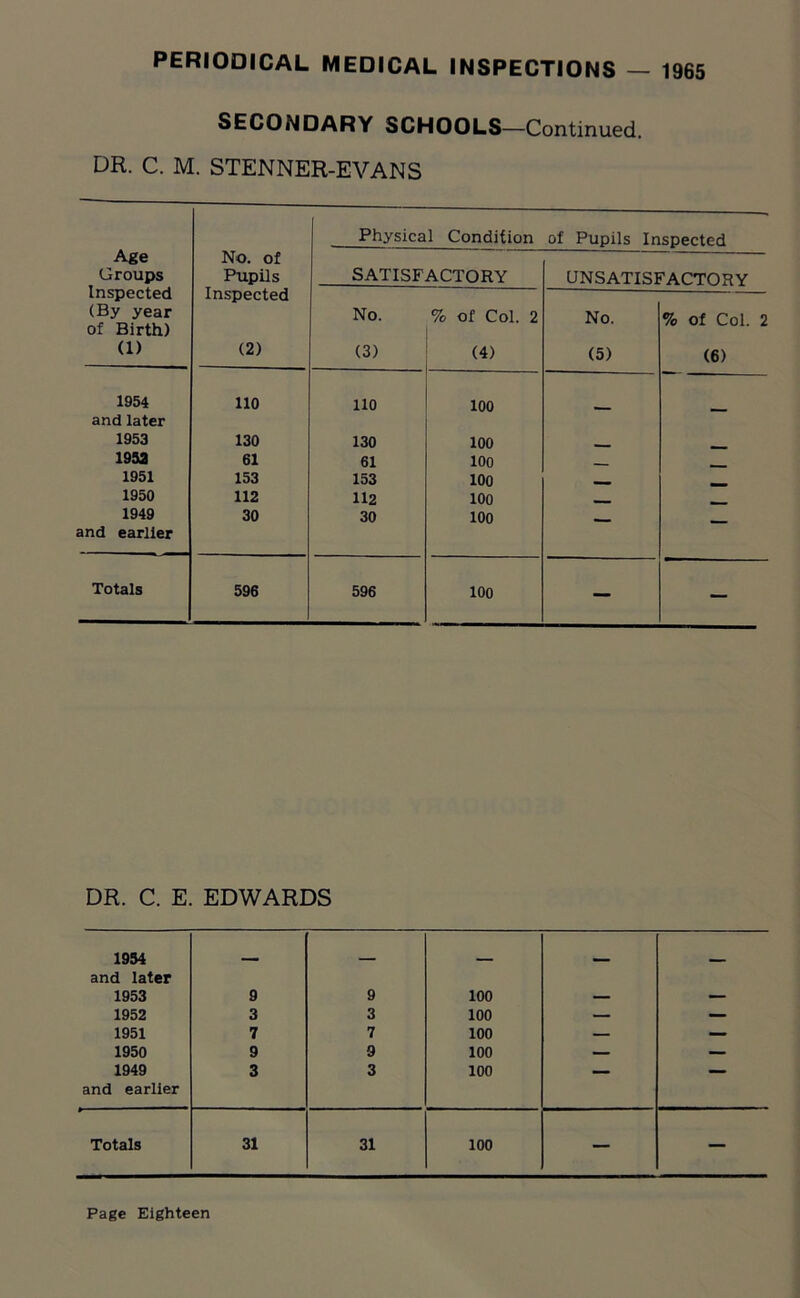 PERIODICAL MEDICAL INSPECTIONS — 1965
SECONDARY SCHOOLS—Continued.
DR. C. M. STENNER-EVANS
Age Groups Inspected (By year of Birth) (1)
No. of Pupils Inspected (2)
Physical Condition of Pupils Inspected
SATISFACTORY UNSATISFACTORY
No. (3) % of Col. 2 (4) No. (5) % of Col. 2 (6)
1954 and later 110 110 100 — —
1953 130 130 100 — —
1952 61 61 100 — —
1951 153 153 100 — —
1950 112 112 100 — —
1949 and earlier 30 30 100 — —
Totals 596 596 100 — —
DR. C. E. EDWARDS
1954 and later — — — — —
1953 9 9 100 — —
1952 3 3 100 — —
1951 7 7 100 — —
1950 9 9 100 — —
1949 and earlier 3 3 100 — —
Totals 31 31 100 — —
Page Eighteen